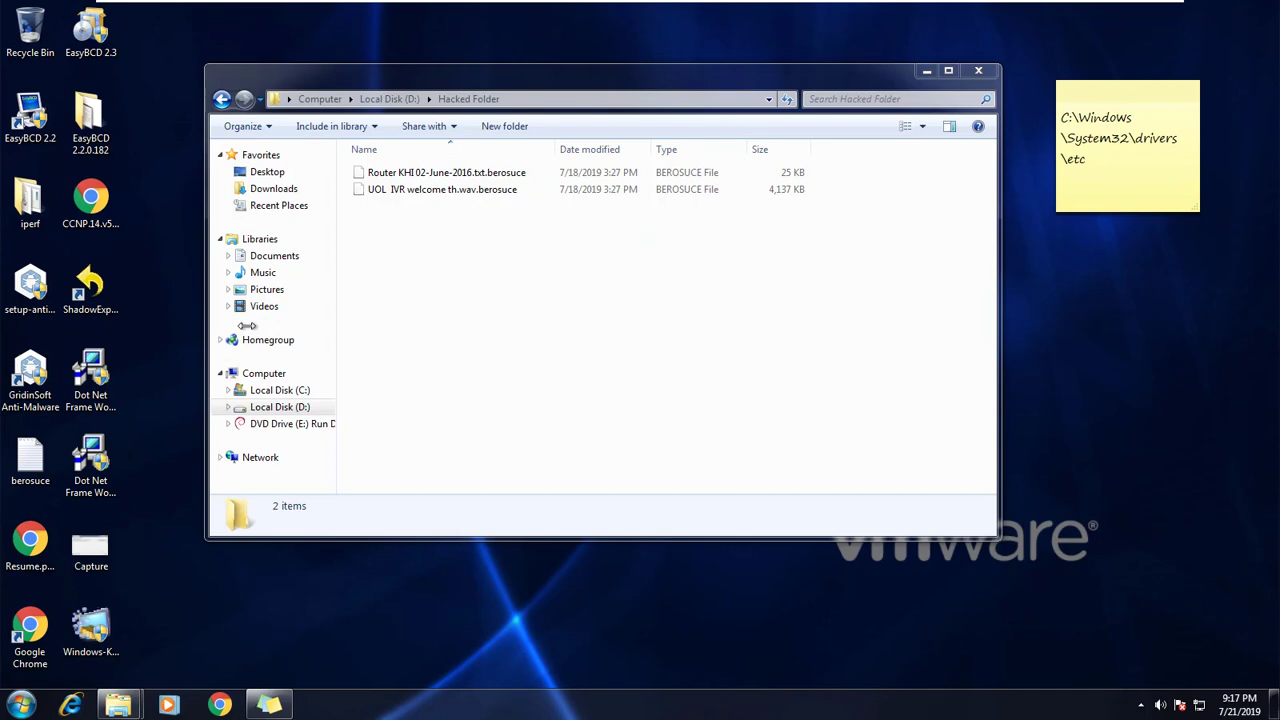 Recycle Bin
EasyBCD 2.3
EasyBCD 2.2
EasyBCD
2.2.0.182
iperf
CCNP.14.v5...
setup-anti...
ShadowExp...
GridinSoft
Anti-Malware
Dot Net
Frame Wo...
berosuce
Dot Net
Frame Wo...
Resume.p...
Capture
Google
Chrome
Windows-K...
Computer
Local Disk (D:)
Hacked Folder
Search Hacked Folder
Organize
Include in library
Share with
New folder
Name
Date modified
Type
Size
Router KHI 02-June-2016.txt.berosuce
7/18/2019 3:27 PM
BEROSUCE File
25 KB
UOL IVR welcome th.wav.berosuce
7/18/2019 3:27 PM
BEROSUCE File
4,137 KB
Favorites
Desktop
Downloads
Recent Places
Libraries
Documents
Music
Pictures
Videos
Homegroup
Computer
Local Disk (C:)
Local Disk (D:)
DVD Drive (E:) Run D
Network
2 items
C:\Windows
\System32\drivers
\etc
vmware®
9:17 PM
7/21/2019